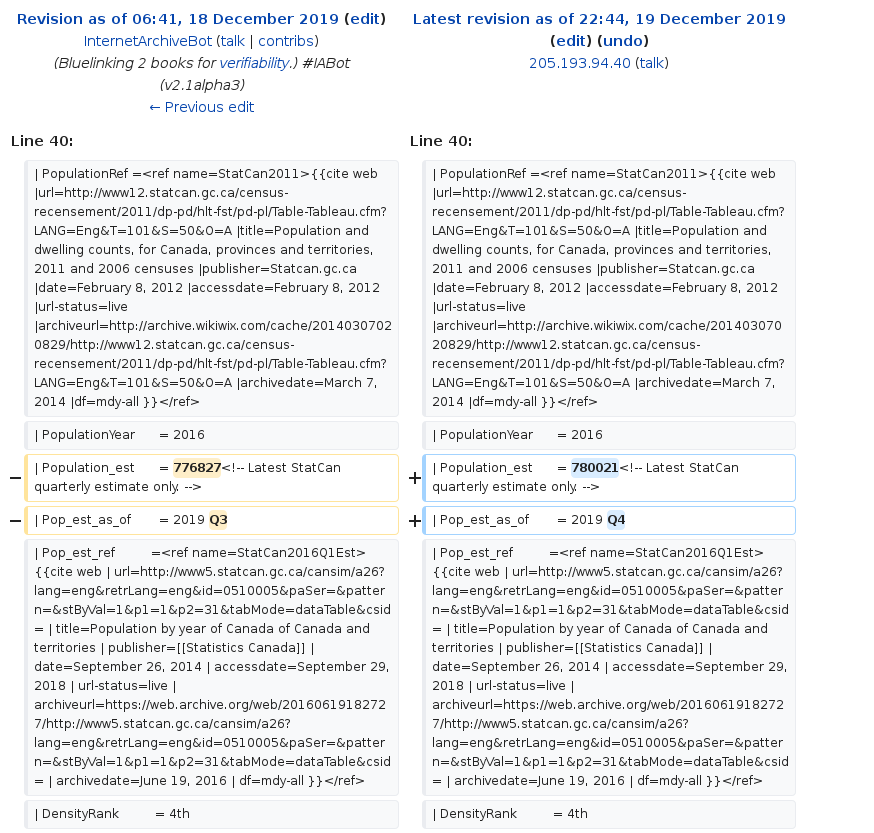 Revision as of 06:41, 18 December 2019 (edit)
InternetArchiveBot (talk | contribs)
(Bluelinking 2 books for verifiability.) #IABot
(v2.1alpha3)
← Previous edit
Latest revision as of 22:44, 19 December 2019
(edit) (undo)
205.193.94.40 (talk)
Line 40:
Line 40:
| PopulationRef =<ref name=StatCan2011>{{cite web
|url=http://www12.statcan.gc.ca/census-
recensement/2011/dp-pd/hlt-fst/pd-pl/Table-Tableau.cfm?
LANG=Eng&T=101&S=50&O=A |title=Population and
dwelling counts, for Canada, provinces and territories,
2011 and 2006 censuses |publisher=Statcan.gc.ca
|date=February 8, 2012 |accessdate=February 8, 2012
|url-status=live
|archiveurl=http://archive.wikiwix.com/cache/2014030702
0829/http://www12.statcan.gc.ca/census-
recensement/2011/dp-pd/hlt-fst/pd-pl/Table-Tableau.cfm?
LANG=Eng&T=101&S=50&O=A |archivedate=March 7,
2014 |df=mdy-all }}</ref>
| PopulationRef =<ref name=StatCan2011>{{cite web
|url=http://www12.statcan.gc.ca/census-
recensement/2011/dp-pd/hlt-fst/pd-pl/Table-Tableau.cfm?
LANG=Eng&T=101&S=50&O=A |title=Population and
dwelling counts, for Canada, provinces and territories,
2011 and 2006 censuses |publisher=Statcan.gc.ca
|date=February 8, 2012 |accessdate=February 8, 2012
|url-status=live
|archiveurl=http://archive.wikiwix.com/cache/201403070
20829/http://www12.statcan.gc.ca/census-
recensement/2011/dp-pd/hlt-fst/pd-pl/Table-Tableau.cfm?
LANG=Eng&T=101&S=50&O=A |archivedate=March 7,
2014 |df=mdy-all }}</ref>
| PopulationYear = 2016
| PopulationYear = 2016
− | Population_est = 776827<!-- Latest StatCan
quarterly estimate only. -->
+ | Population_est = 780021<!-- Latest StatCan
quarterly estimate only. -->
− | Pop_est_as_of = 2019 Q3
+ | Pop_est_as_of = 2019 Q4
| Pop_est_ref =<ref name=StatCan2016Q1Est>
{{cite web | url=http://www5.statcan.gc.ca/cansim/a26?
lang=eng&retrLang=eng&id=0510005&paSer=&patter
n=&stByVal=1&p1=1&p2=31&tabMode=dataTable&csid
= | title=Population by year of Canada of Canada and
territories | publisher=[[Statistics Canada]] |
date=September 26, 2014 | accessdate=September 29,
2018 | url-status=live |
archiveurl=https://web.archive.org/web/2016061918272
7/http://www5.statcan.gc.ca/cansim/a26?
lang=eng&retrLang=eng&id=0510005&paSer=&patter
n=&stByVal=1&p1=1&p2=31&tabMode=dataTable&csid
= | archivedate=June 19, 2016 | df=mdy-all }}</ref>
| Pop_est_ref =<ref name=StatCan2016Q1Est>
{{cite web | url=http://www5.statcan.gc.ca/cansim/a26?
lang=eng&retrLang=eng&id=0510005&paSer=&patter
n=&stByVal=1&p1=1&p2=31&tabMode=dataTable&csid
= | title=Population by year of Canada of Canada and
territories | publisher=[[Statistics Canada]] |
date=September 26, 2014 | accessdate=September 29,
2018 | url-status=live |
archiveurl=https://web.archive.org/web/2016061918272
7/http://www5.statcan.gc.ca/cansim/a26?
lang=eng&retrLang=eng&id=0510005&paSer=&patter
n=&stByVal=1&p1=1&p2=31&tabMode=dataTable&csid
= | archivedate=June 19, 2016 | df=mdy-all }}</ref>
| DensityRank = 4th
| DensityRank = 4th